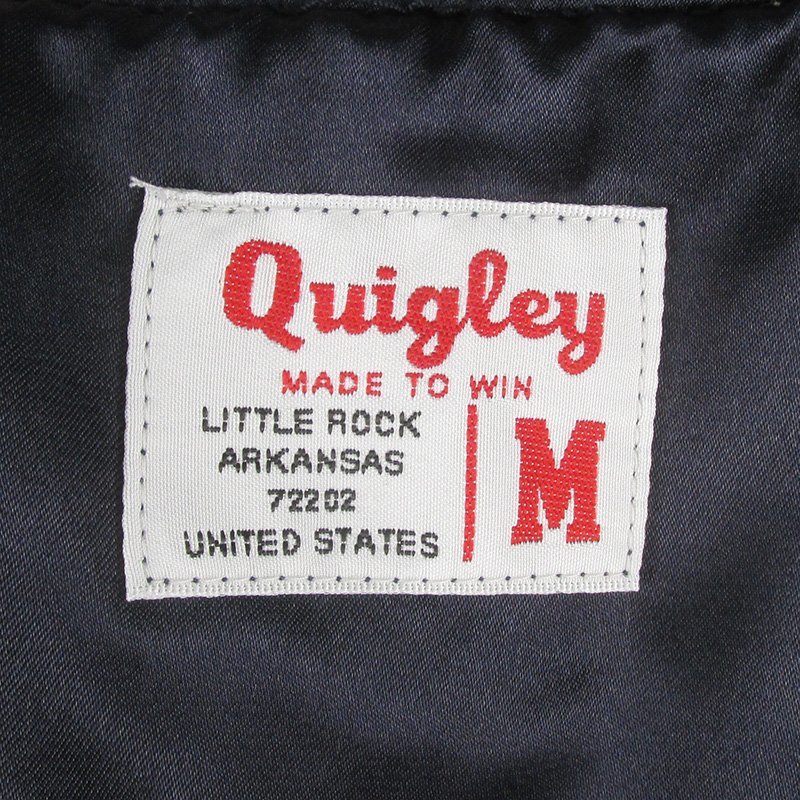 Quigley
MADE TO WIN
LITTLE ROCK
ARKANSAS
72202
UNITED STATES
M